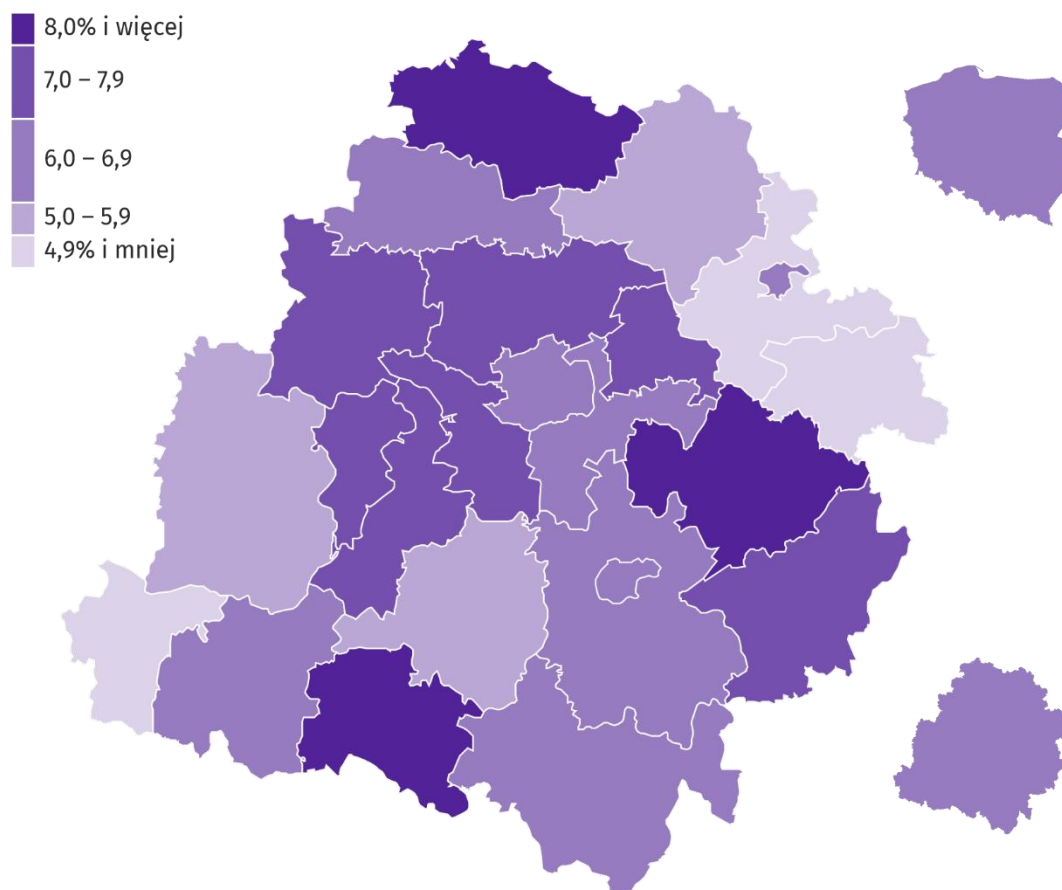 8,0% i więcej
7,0 – 7,9
6,0 – 6,9
5,0 – 5,9
4,9% i mniej